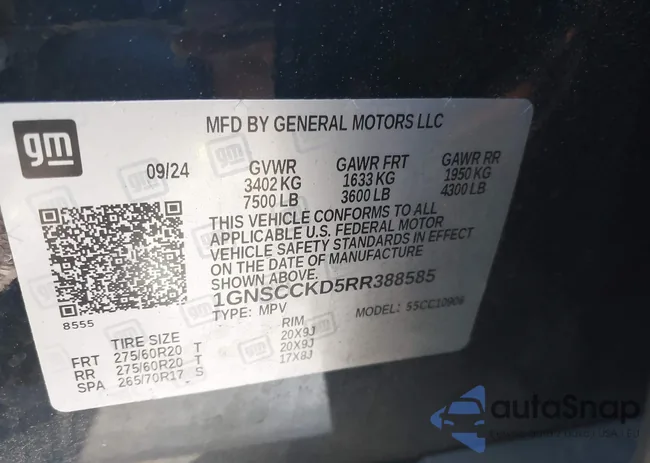 gm
MFD BY GENERAL MOTORS LLC
09/24 GVWR GAWR FRT GAWR RR
3402 KG 1633 KG 1950 KG
7500 LB 3600 LB 4300 LB
THIS VEHICLE CONFORMS TO ALL
APPLICABLE U.S. FEDERAL MOTOR
VEHICLE SAFETY STANDARDS IN EFFECT
ON THE DATE OF MANUFACTURE
SHOWN ABOVE.
1GNSCCKD5RR388585
8555 TYPE: MPV MODEL: 55CC10906
TIRE SIZE RIM
FRT 275/60R20 T 20X9J
RR 275/60R20 T 20X9J
SPA 265/70R17 S 17X8J
autoSnap